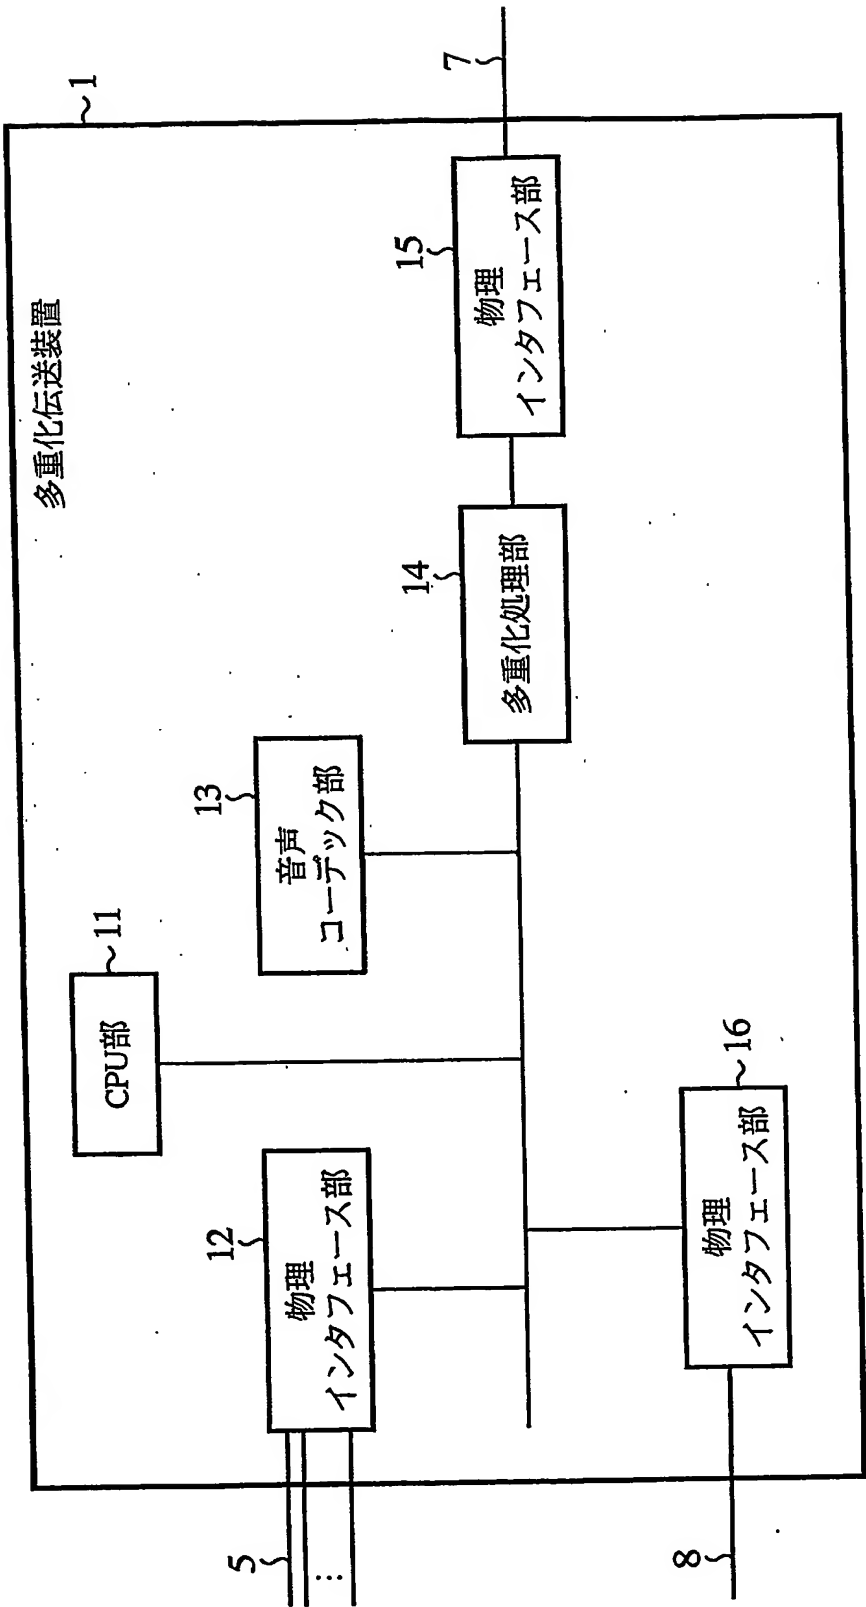 1
多重化伝送装置
CPU部
11
12
物理
インタフェース部
13
音声
コーデック部
14
多重化処理部
15
物理
インタフェース部
16
物理
インタフェース部
5
⋮
7
8